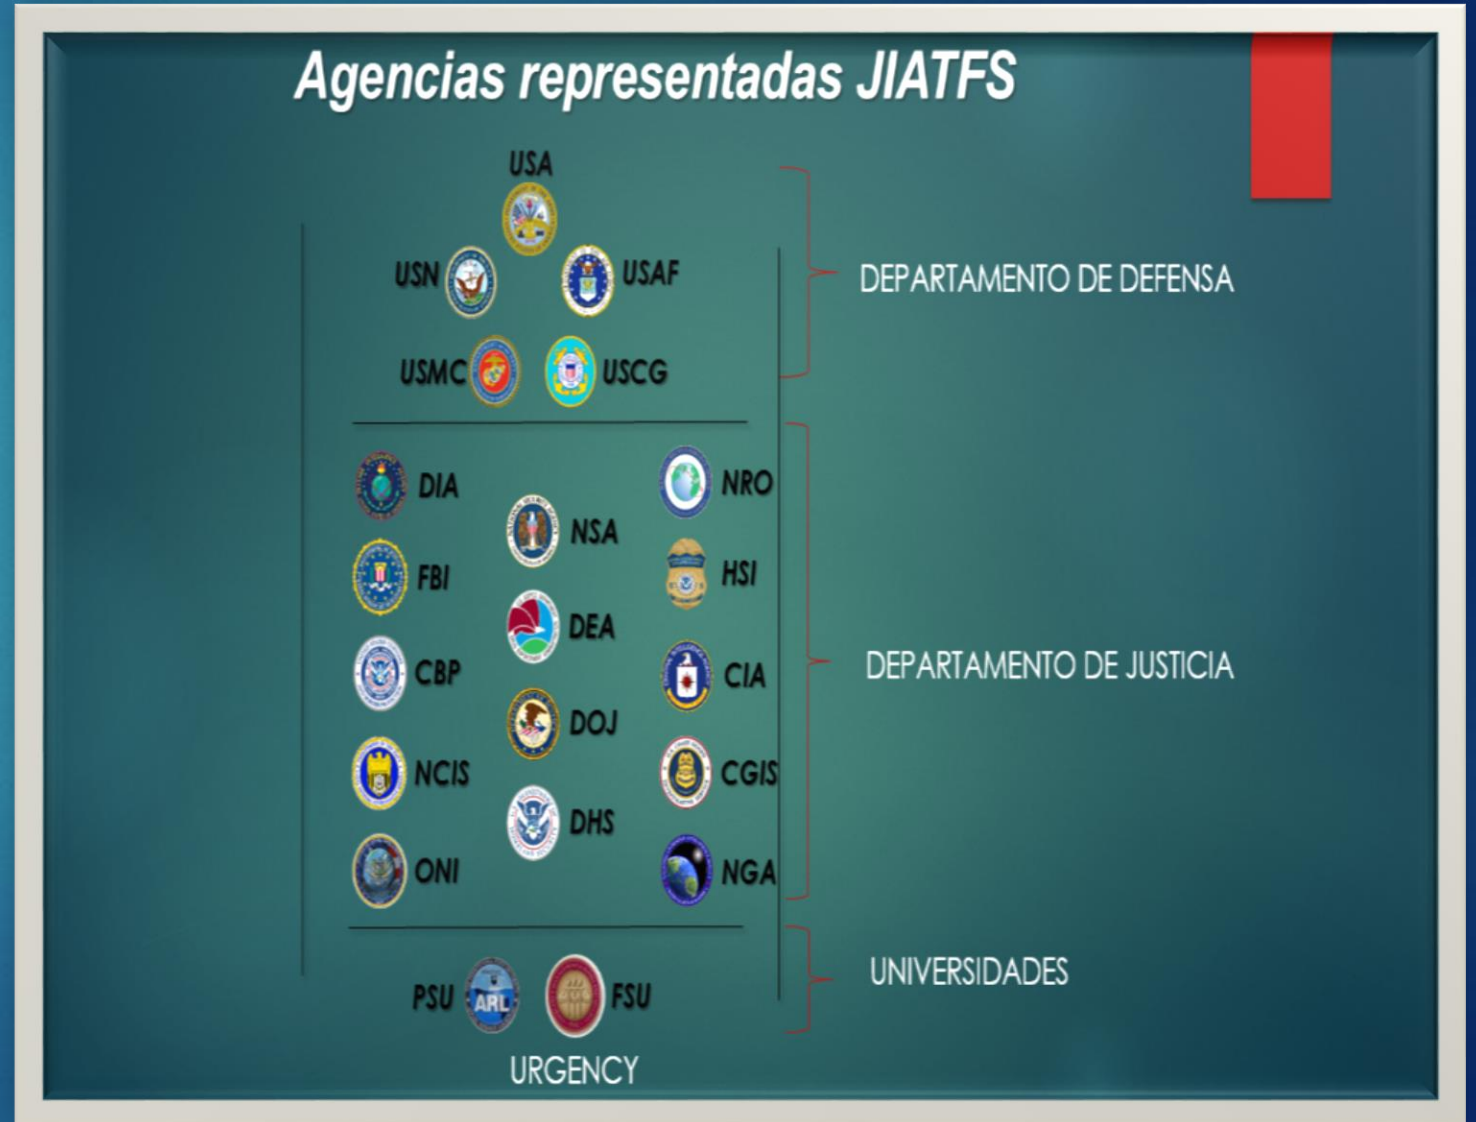 Agencias representadas JIATFS
USA
USN
USAF
DEPARTAMENTO DE DEFENSA
USMC
USCG
DIA
NRO
NSA
FBI
HSI
DEA
CBP
CIA
DEPARTAMENTO DE JUSTICIA
DOJ
NCIS
CGIS
DHS
ONI
NGA
UNIVERSIDADES
PSU
ARL
FSU
URGENCY